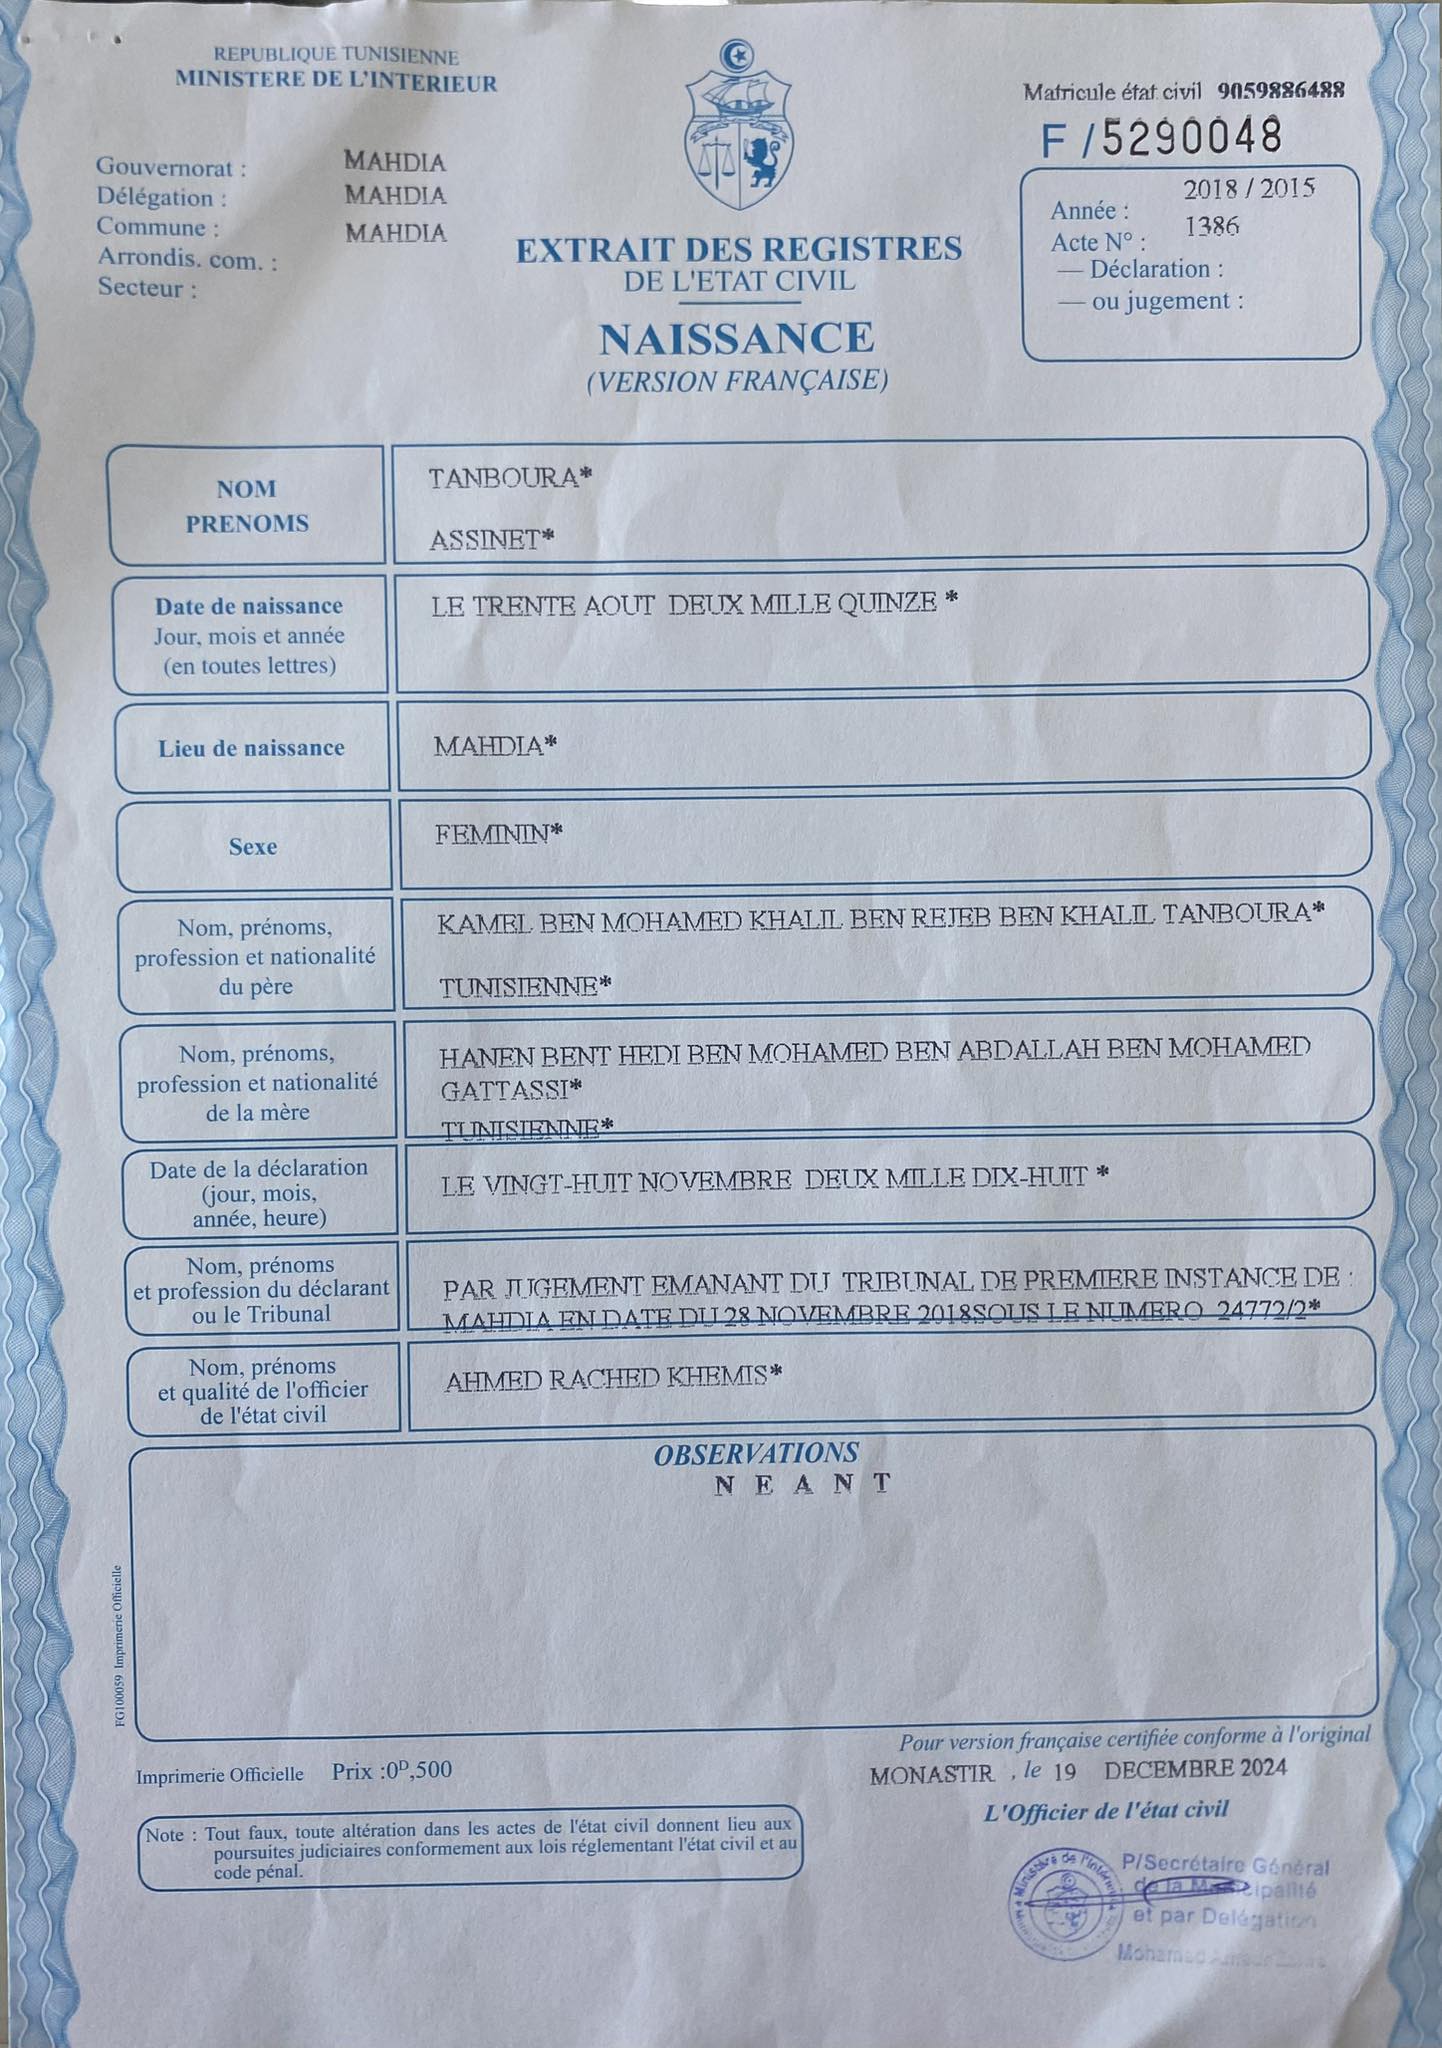 REPUBLIQUE TUNISIENNE
MINISTERE DE L'INTERIEUR
Matricule état civil 9059886488
F / 5290048
Gouvernorat : MAHDIA
Délégation : MAHDIA
Commune : MAHDIA
Arrondis. com. :
Secteur :
Année : 2018 / 2015
Acte N° : 1386
— Déclaration :
— ou jugement :
EXTRAIT DES REGISTRES
DE L'ETAT CIVIL
NAISSANCE
(VERSION FRANÇAISE)
NOM
PRENOMS
TANBOURA*
ASSINET*
Date de naissance
Jour, mois et année
(en toutes lettres)
LE TRENTE AOUT DEUX MILLE QUINZE *
Lieu de naissance
MAHDIA*
Sexe
FEMININ*
Nom, prénoms,
profession et nationalité
du père
KAMEL BEN MOHAMED KHALIL BEN REJEB BEN KHALIL TANBOURA*
TUNISIENNE*
Nom, prénoms,
profession et nationalité
de la mère
HANEN BENT HEDI BEN MOHAMED BEN ABDALLAH BEN MOHAMED
GATTASSI*
TUNISIENNE*
Date de la déclaration
(jour, mois,
année, heure)
LE VINGT-HUIT NOVEMBRE DEUX MILLE DIX-HUIT *
Nom, prénoms
et profession du déclarant
ou le Tribunal
PAR JUGEMENT EMANANT DU TRIBUNAL DE PREMIERE INSTANCE DE :
MAHDIA EN DATE DU 28 NOVEMBRE 2018SOUS LE NUMERO 24772/2*
Nom, prénoms
et qualité de l'officier
de l'état civil
AHMED RACHED KHEMIS*
OBSERVATIONS
N E A N T
FG100059 Imprimerie Officielle
Pour version française certifiée conforme à l'original
Imprimerie Officielle Prix :0D,500
MONASTIR , le 19 DECEMBRE 2024
L'Officier de l'état civil
Note : Tout faux, toute altération dans les actes de l'état civil donnent lieu aux
poursuites judiciaires conformement aux lois réglementant l'état civil et au
code pénal.
Ministère de l'Intérieur
P/Secrétaire Général
de la Municipalité
et par Delégation
Mohamed